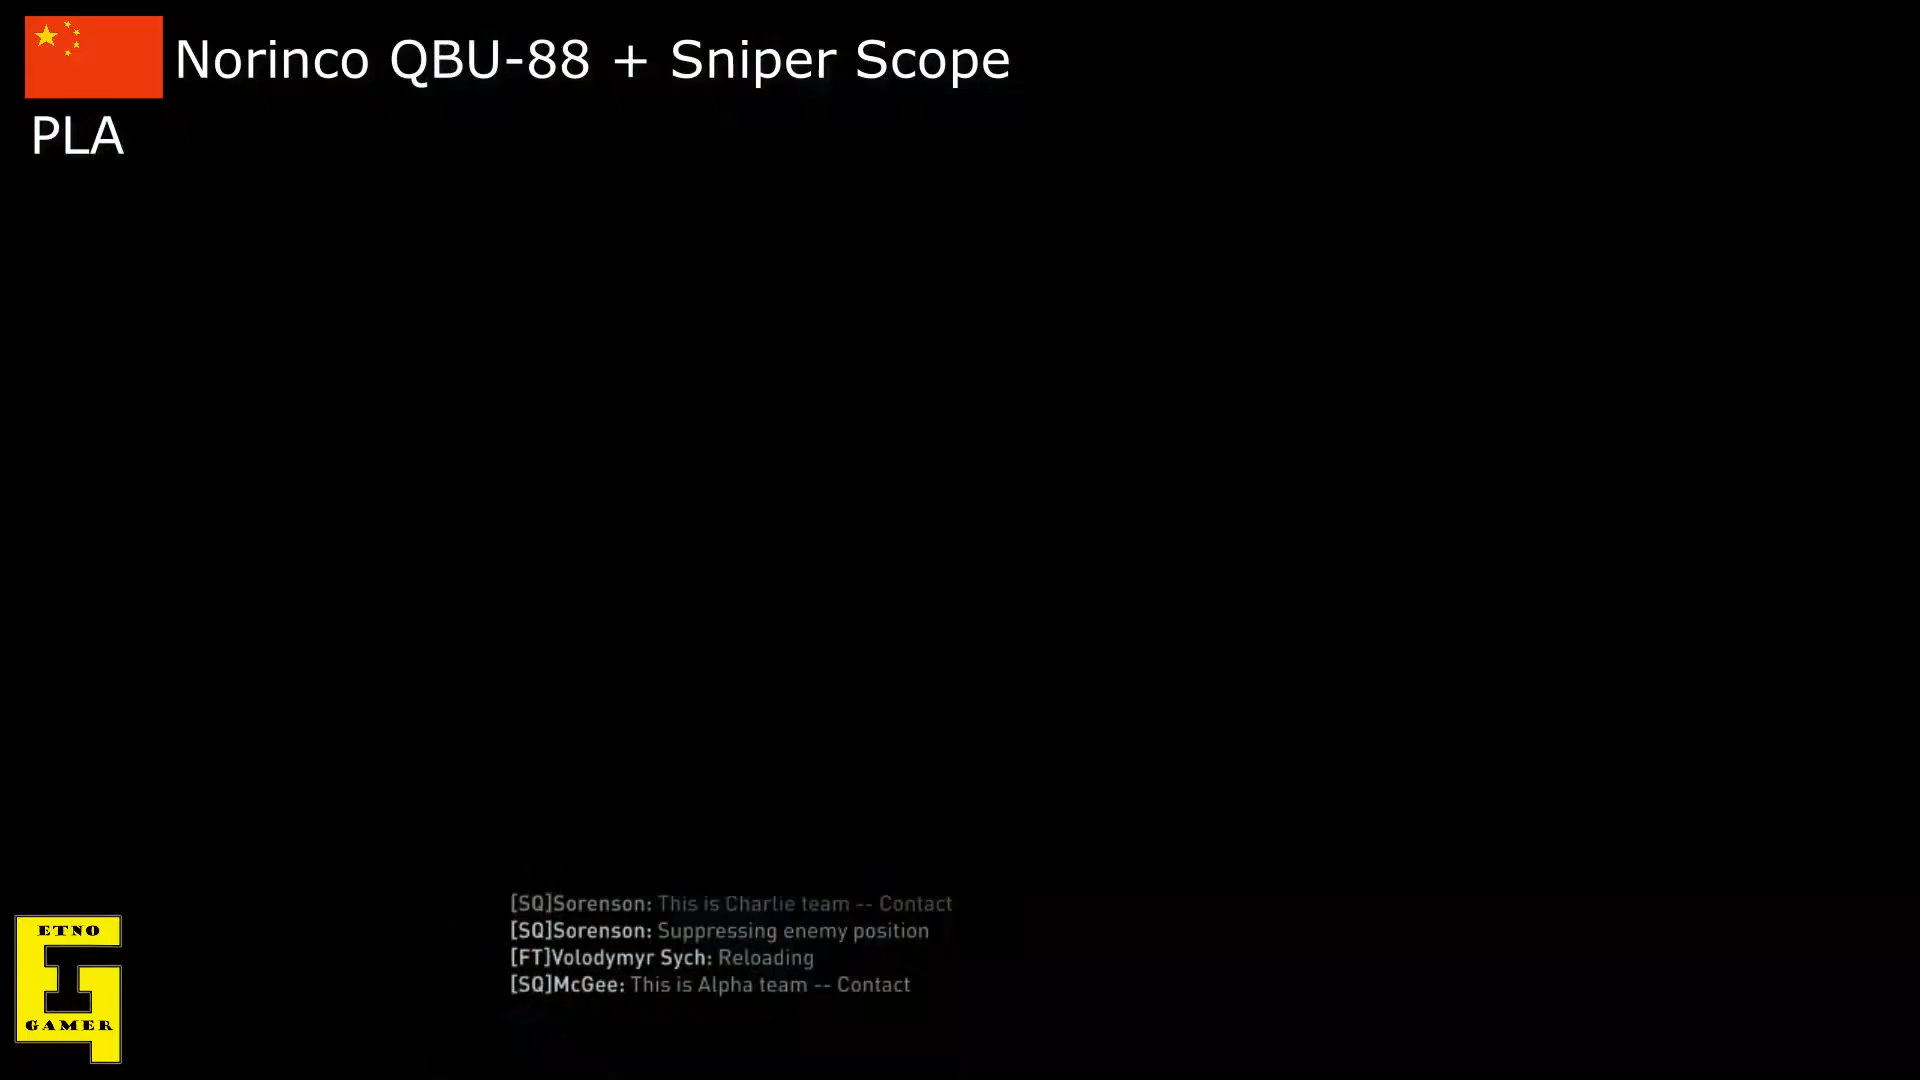 Norinco QBU-88 + Sniper Scope
PLA
[SQ]Sorenson: This is Charlie team -- Contact
[SQ]Sorenson: Suppressing enemy position
[FT]Volodymyr Sych: Reloading
[SQ]McGee: This is Alpha team -- Contact
ETNO
GAMER